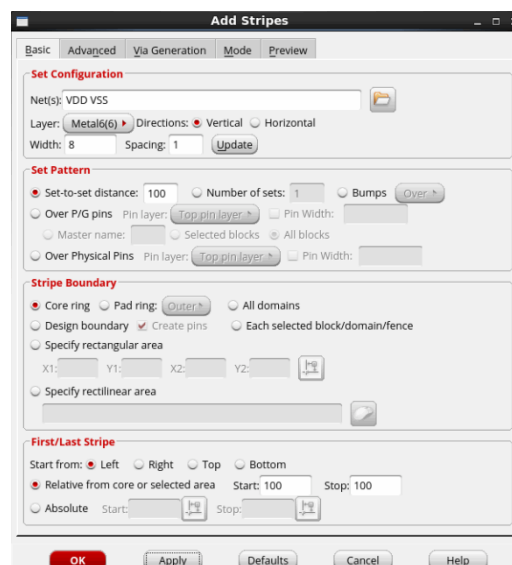 Add Stripes
Basic Advanced Via Generation Mode Preview
Set Configuration
Net(s): VDD VSS
Layer: Metal6(6) Directions: Vertical Horizontal
Width: 8 Spacing: 1 Update
Set Pattern
Set-to-set distance: 100 Number of sets: 1 Bumps Over
Over P/G pins Pin layer: Top pin layer Pin Width:
Master name: Selected blocks All blocks
Over Physical Pins Pin layer: Top pin layer Pin Width:
Stripe Boundary
Core ring Pad ring: Outer All domains
Design boundary Create pins Each selected block/domain/fence
Specify rectangular area
X1: Y1: X2: Y2:
Specify rectilinear area
First/Last Stripe
Start from: Left Right Top Bottom
Relative from core or selected area Start: 100 Stop: 100
Absolute Start: Stop:
OK Apply Defaults Cancel Help